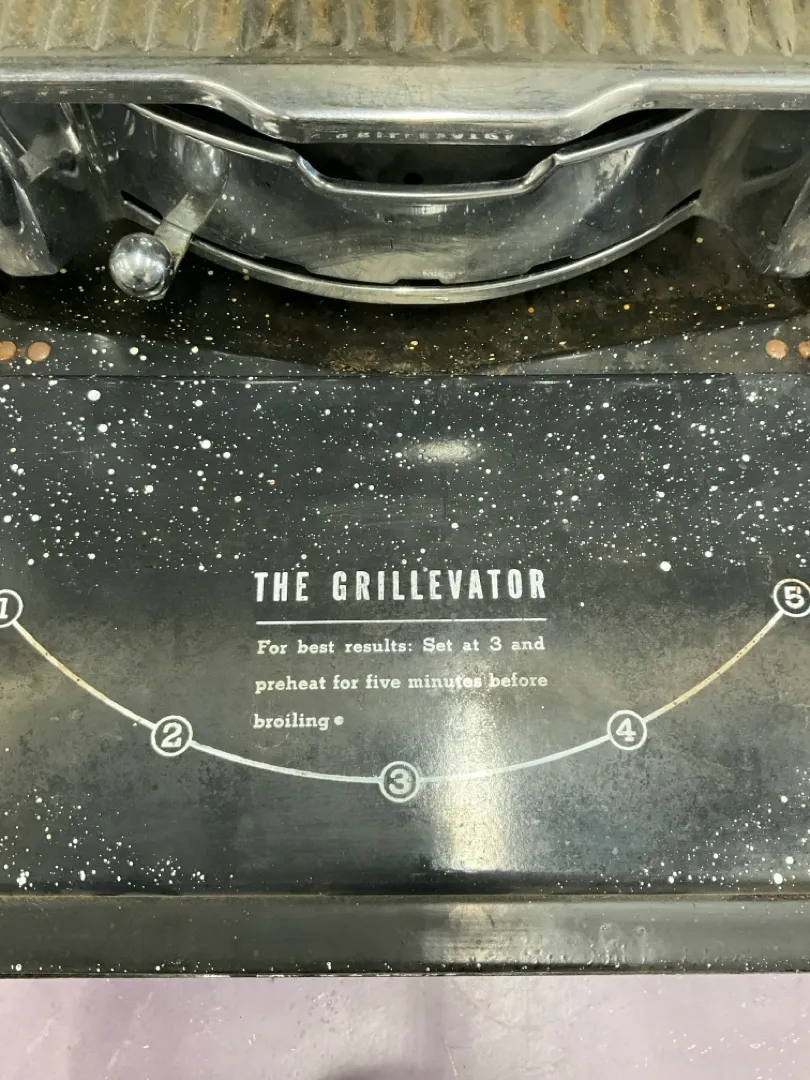 GRILLEVATOR
THE GRILLEVATOR
For best results: Set at 3 and
preheat for five minutes before
broiling
1
2
3
4
5